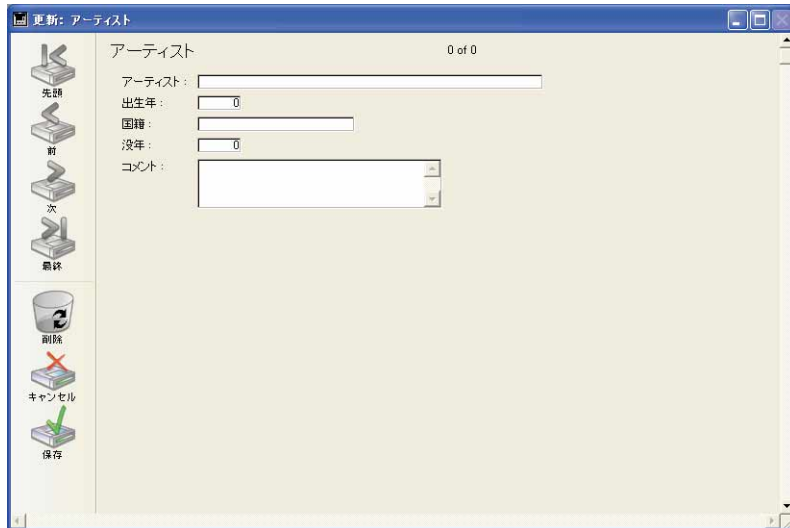 更新: アーティスト
アーティスト
0 of 0
アーティスト:
出生年: 0
国籍:
没年: 0
コメント:
先頭
前
次
最終
削除
キャンセル
保存